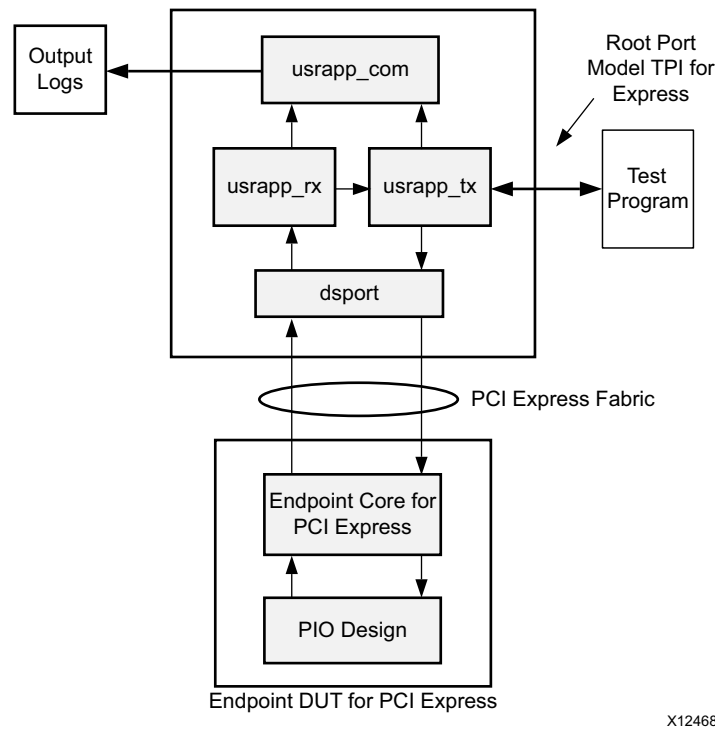 Output
Logs
usrapp_com
Root Port
Model TPI for
Express
usrapp_rx
usrapp_tx
Test
Program
dsport
PCI Express Fabric
Endpoint Core for
PCI Express
PIO Design
Endpoint DUT for PCI Express
X12468